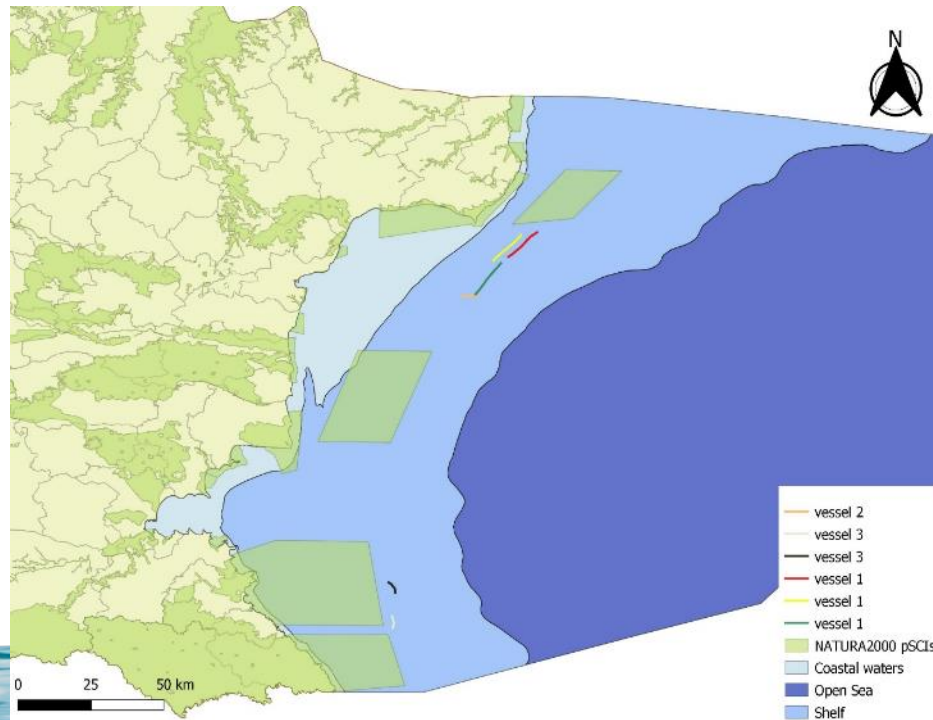 N
vessel 2
vessel 3
vessel 3
vessel 1
vessel 1
vessel 1
NATURA2000 pSCIs
Coastal waters
Open Sea
Shelf
0 25 50 km